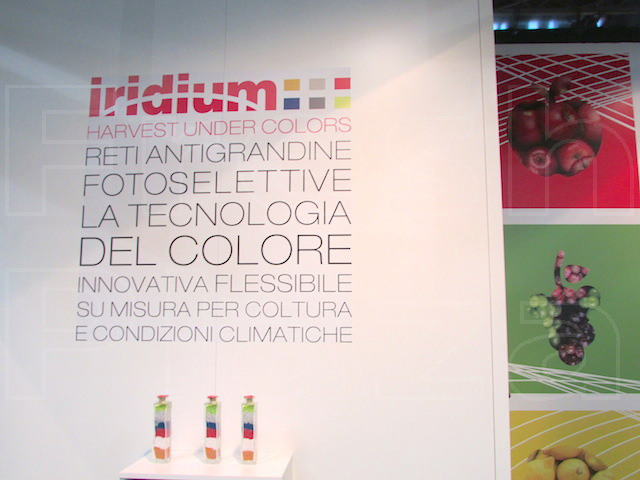 iridium
HARVEST UNDER COLORS
RETI ANTIGRANDINE
FOTOSELETTIVE
LA TECNOLOGIA
DEL COLORE
INNOVATIVA FLESSIBILE
SU MISURA PER COLTURA
E CONDIZIONI CLIMATICHE